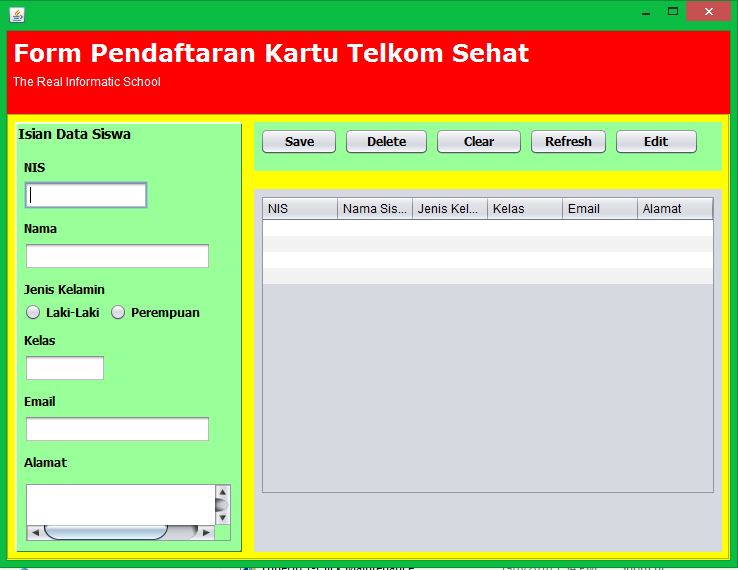 Form Pendaftaran Kartu Telkom Sehat
The Real Informatic School
Isian Data Siswa
NIS
Nama
Jenis Kelamin
Laki-Laki Perempuan
Kelas
Email
Alamat
Save Delete Clear Refresh Edit
NIS Nama Sis... Jenis Kel... Kelas Email Alamat